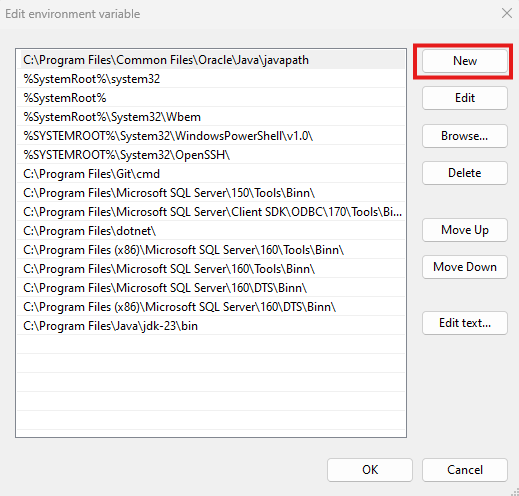 Edit environment variable
C:\Program Files\Common Files\Oracle\Java\javapath
%SystemRoot%\system32
%SystemRoot%
%SystemRoot%\System32\Wbem
%SYSTEMROOT%\System32\WindowsPowerShell\v1.0\
%SYSTEMROOT%\System32\OpenSSH\
C:\Program Files\Git\cmd
C:\Program Files\Microsoft SQL Server\150\Tools\Binn\
C:\Program Files\Microsoft SQL Server\Client SDK\ODBC\170\Tools\Bi...
C:\Program Files\dotnet\
C:\Program Files (x86)\Microsoft SQL Server\160\Tools\Binn\
C:\Program Files\Microsoft SQL Server\160\Tools\Binn\
C:\Program Files\Microsoft SQL Server\160\DTS\Binn\
C:\Program Files (x86)\Microsoft SQL Server\160\DTS\Binn\
C:\Program Files\Java\jdk-23\bin
New
Edit
Browse...
Delete
Move Up
Move Down
Edit text...
OK
Cancel